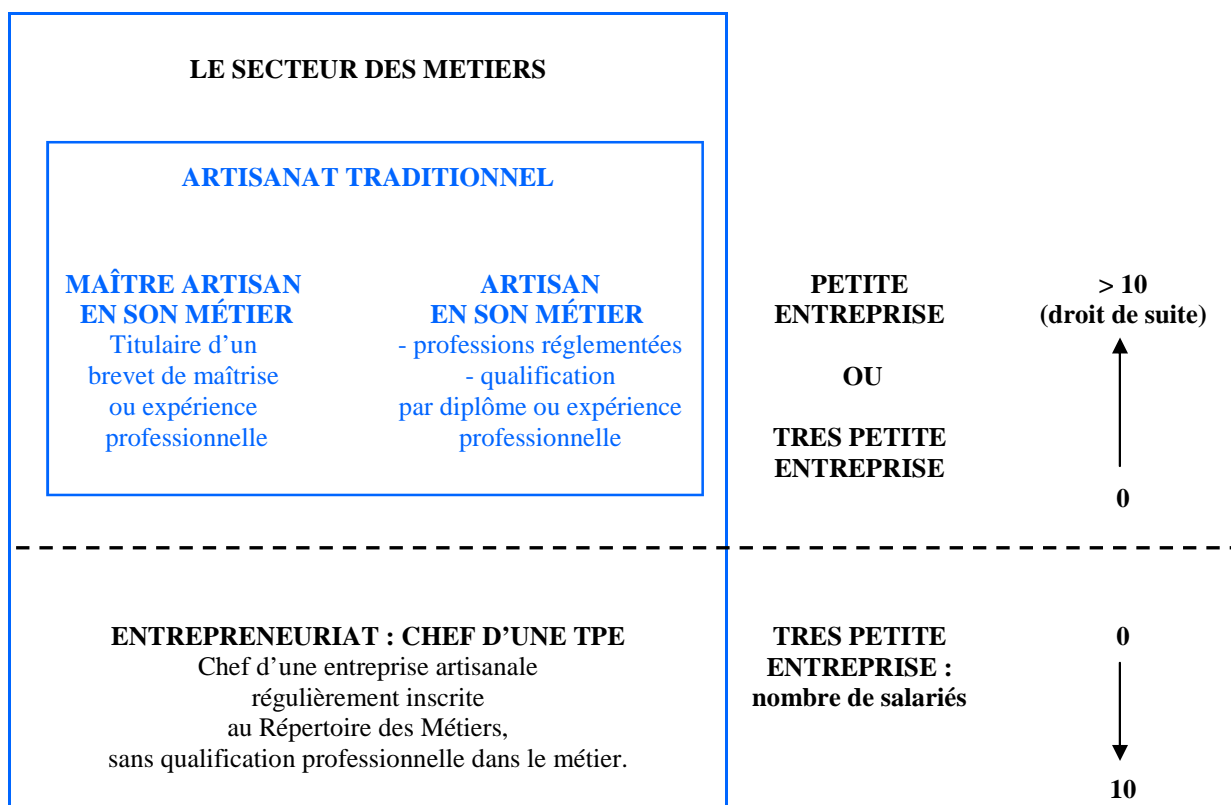 LE SECTEUR DES METIERS
ARTISANAT TRADITIONNEL
MAÎTRE ARTISAN
EN SON MÉTIER
Titulaire d’un
brevet de maîtrise
ou expérience
professionnelle
ARTISAN
EN SON MÉTIER
- professions réglementées
- qualification
par diplôme ou expérience
professionnelle
PETITE
ENTREPRISE
OU
TRES PETITE
ENTREPRISE
> 10
(droit de suite)
0
ENTREPRENEURIAT : CHEF D’UNE TPE
Chef d’une entreprise artisanale
régulièrement inscrite
au Répertoire des Métiers,
sans qualification professionnelle dans le métier.
TRES PETITE
ENTREPRISE :
nombre de salariés
0
10